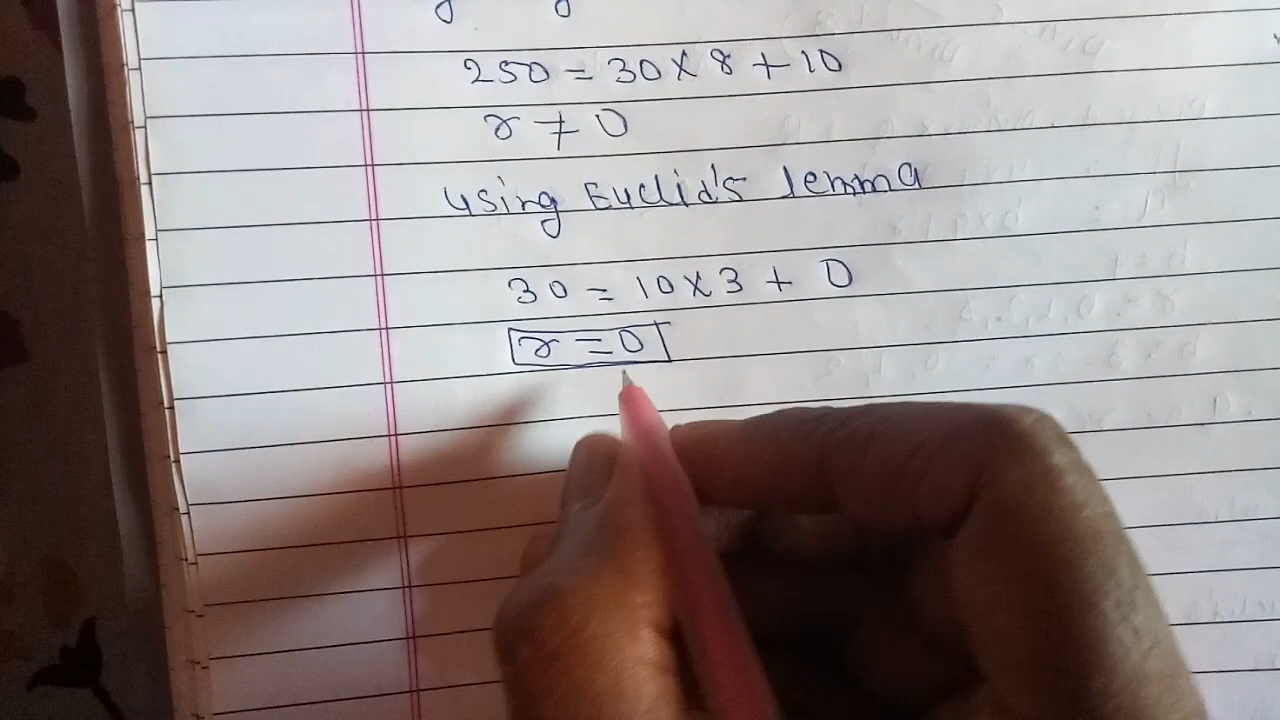 250 = 30 × 8 + 10
r ≠ 0
Using Euclid's lemma
30 = 10 × 3 + 0
r = 0